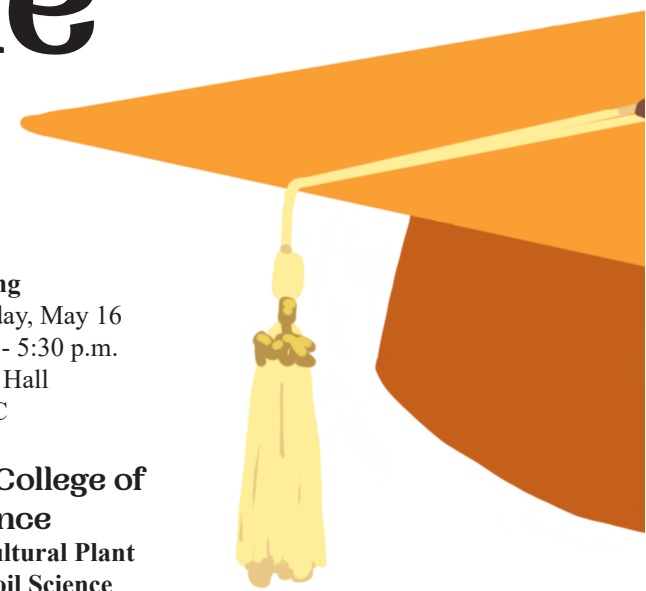 e
ng
day, May 16
- 5:30 p.m.
Hall
C
College of
nce
ultural Plant
oil Science